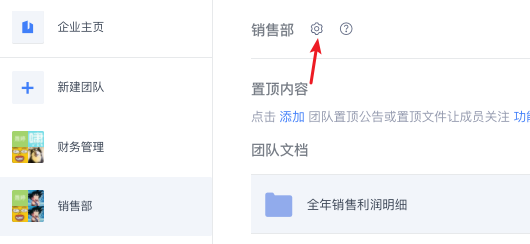 企业主页
新建团队
财务管理
销售部
销售部
置顶内容
点击 添加 团队置顶公告或置顶文件让成员关注 功能
团队文档
全年销售利润明细